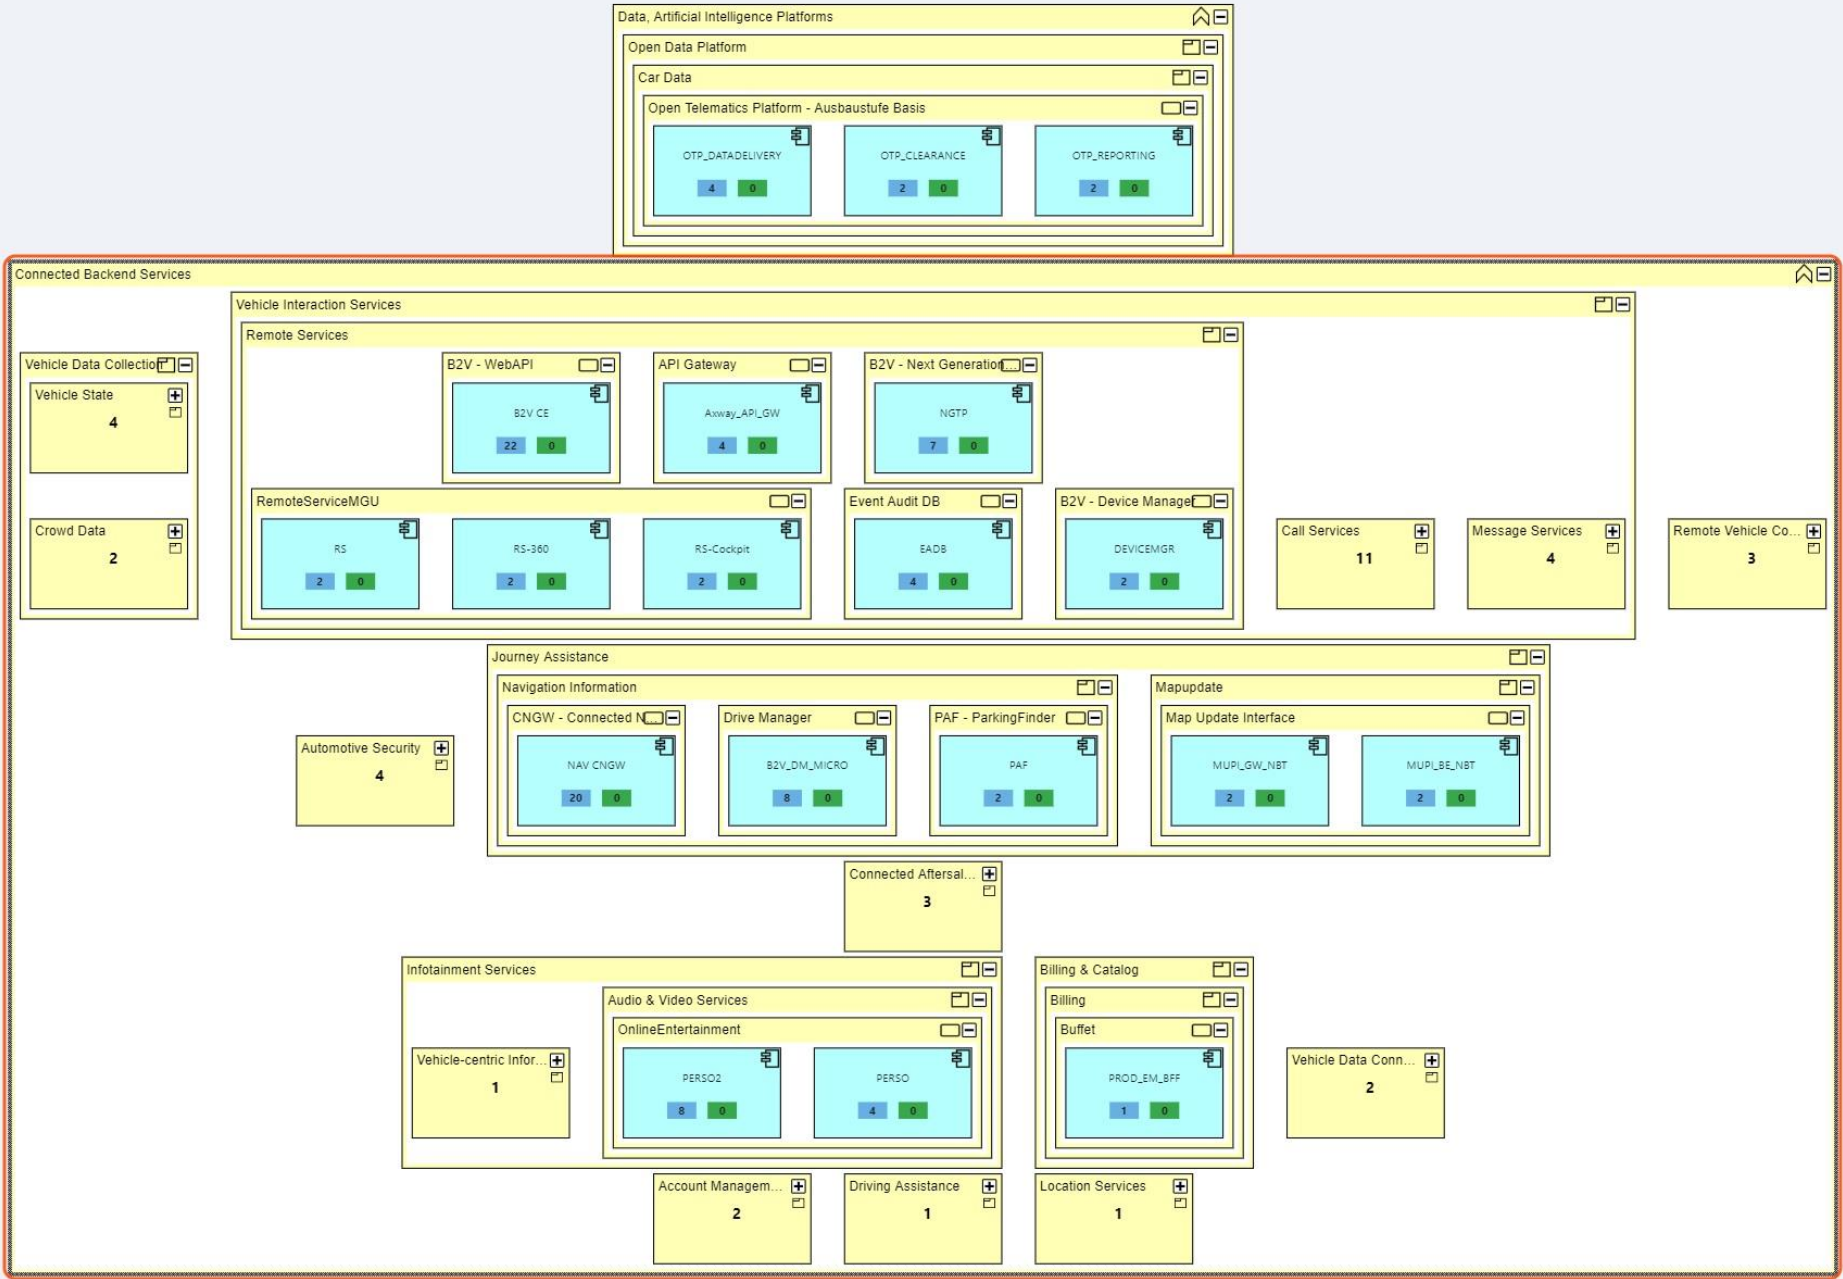 Data, Artificial Intelligence Platforms
Open Data Platform
Car Data
Open Telematics Platform - Ausbaustufe Basis
OTP_DATADELIVERY
4 0
OTP_CLEARANCE
2 0
OTP_REPORTING
2 0
Connected Backend Services
Vehicle Data Collection
Vehicle State
4
Crowd Data
2
Vehicle Interaction Services
Remote Services
B2V - WebAPI
B2V CE
22 0
API Gateway
Axway_API_GW
4 0
B2V - Next Generation...
NGTP
7 0
RemoteServiceMGU
RS
2 0
RS-360
2 0
RS-Cockpit
2 0
Event Audit DB
EADB
4 0
B2V - Device Manager
DEVICEMGR
2 0
Call Services
11
Message Services
4
Remote Vehicle Co...
3
Automotive Security
4
Journey Assistance
Navigation Information
CNGW - Connected N...
NAV CNGW
20 0
Drive Manager
B2V_DM_MICRO
8 0
PAF - ParkingFinder
PAF
2 0
Mapupdate
Map Update Interface
MUPI_GW_NBT
2 0
MUPI_BE_NBT
2 0
Connected Aftersal...
3
Infotainment Services
Vehicle-centric Infor...
1
Audio & Video Services
OnlineEntertainment
PERSO2
8 0
PERSO
4 0
Billing & Catalog
Billing
Buffet
PROD_EM_BFF
1 0
Vehicle Data Conn...
2
Account Managem...
2
Driving Assistance
1
Location Services
1